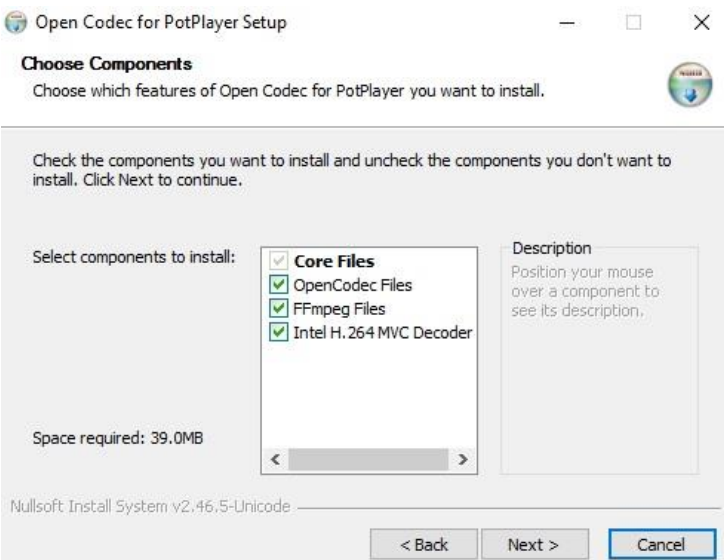 Open Codec for PotPlayer Setup
Choose Components
Choose which features of Open Codec for PotPlayer you want to install.
Check the components you want to install and uncheck the components you don't want to
install. Click Next to continue.
Select components to install:
Core Files
OpenCodec Files
FFmpeg Files
Intel H.264 MVC Decoder
Description
Position your mouse
over a component to
see its description.
Space required: 39.0MB
Nullsoft Install System v2.46.5-Unicode
< Back
Next >
Cancel